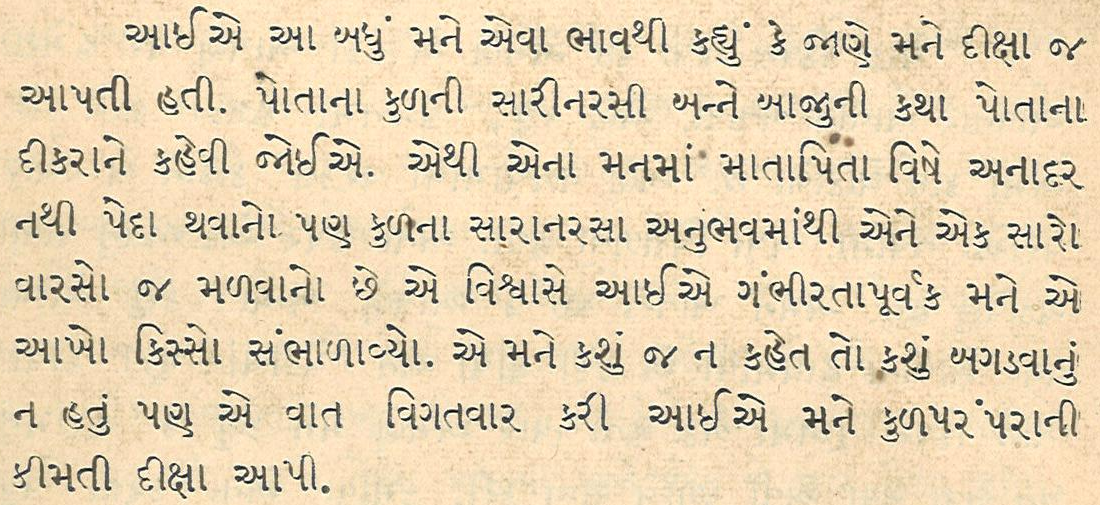 આઈએ આ બધું મને એવા ભાવથી કહ્યું કે જાણે મને દીક્ષા જ
આપતી હતી. પોતાના કુળની સારીનરસી બન્ને બાજુની કથા પોતાના
દીકરાને કહેવી જોઈએ. એથી એના મનમાં માતાપિતા વિષે અનાદર
નથી પેદા થવાનો પણ કુળના સારાનરસા અનુભવમાંથી એને એક સારો
વારસો જ મળવાનો છે એ વિશ્વાસે આઈએ ગંભીરતાપૂર્વક મને એ
આખો કિસ્સો સંભાળાવ્યો. એ મને કશું જ ન કહેત તો કશું બગડવાનું
ન હતું પણ એ વાત વિગતવાર કરી આઈએ મને કુળપરંપરાની
કીમતી દીક્ષા આપી.